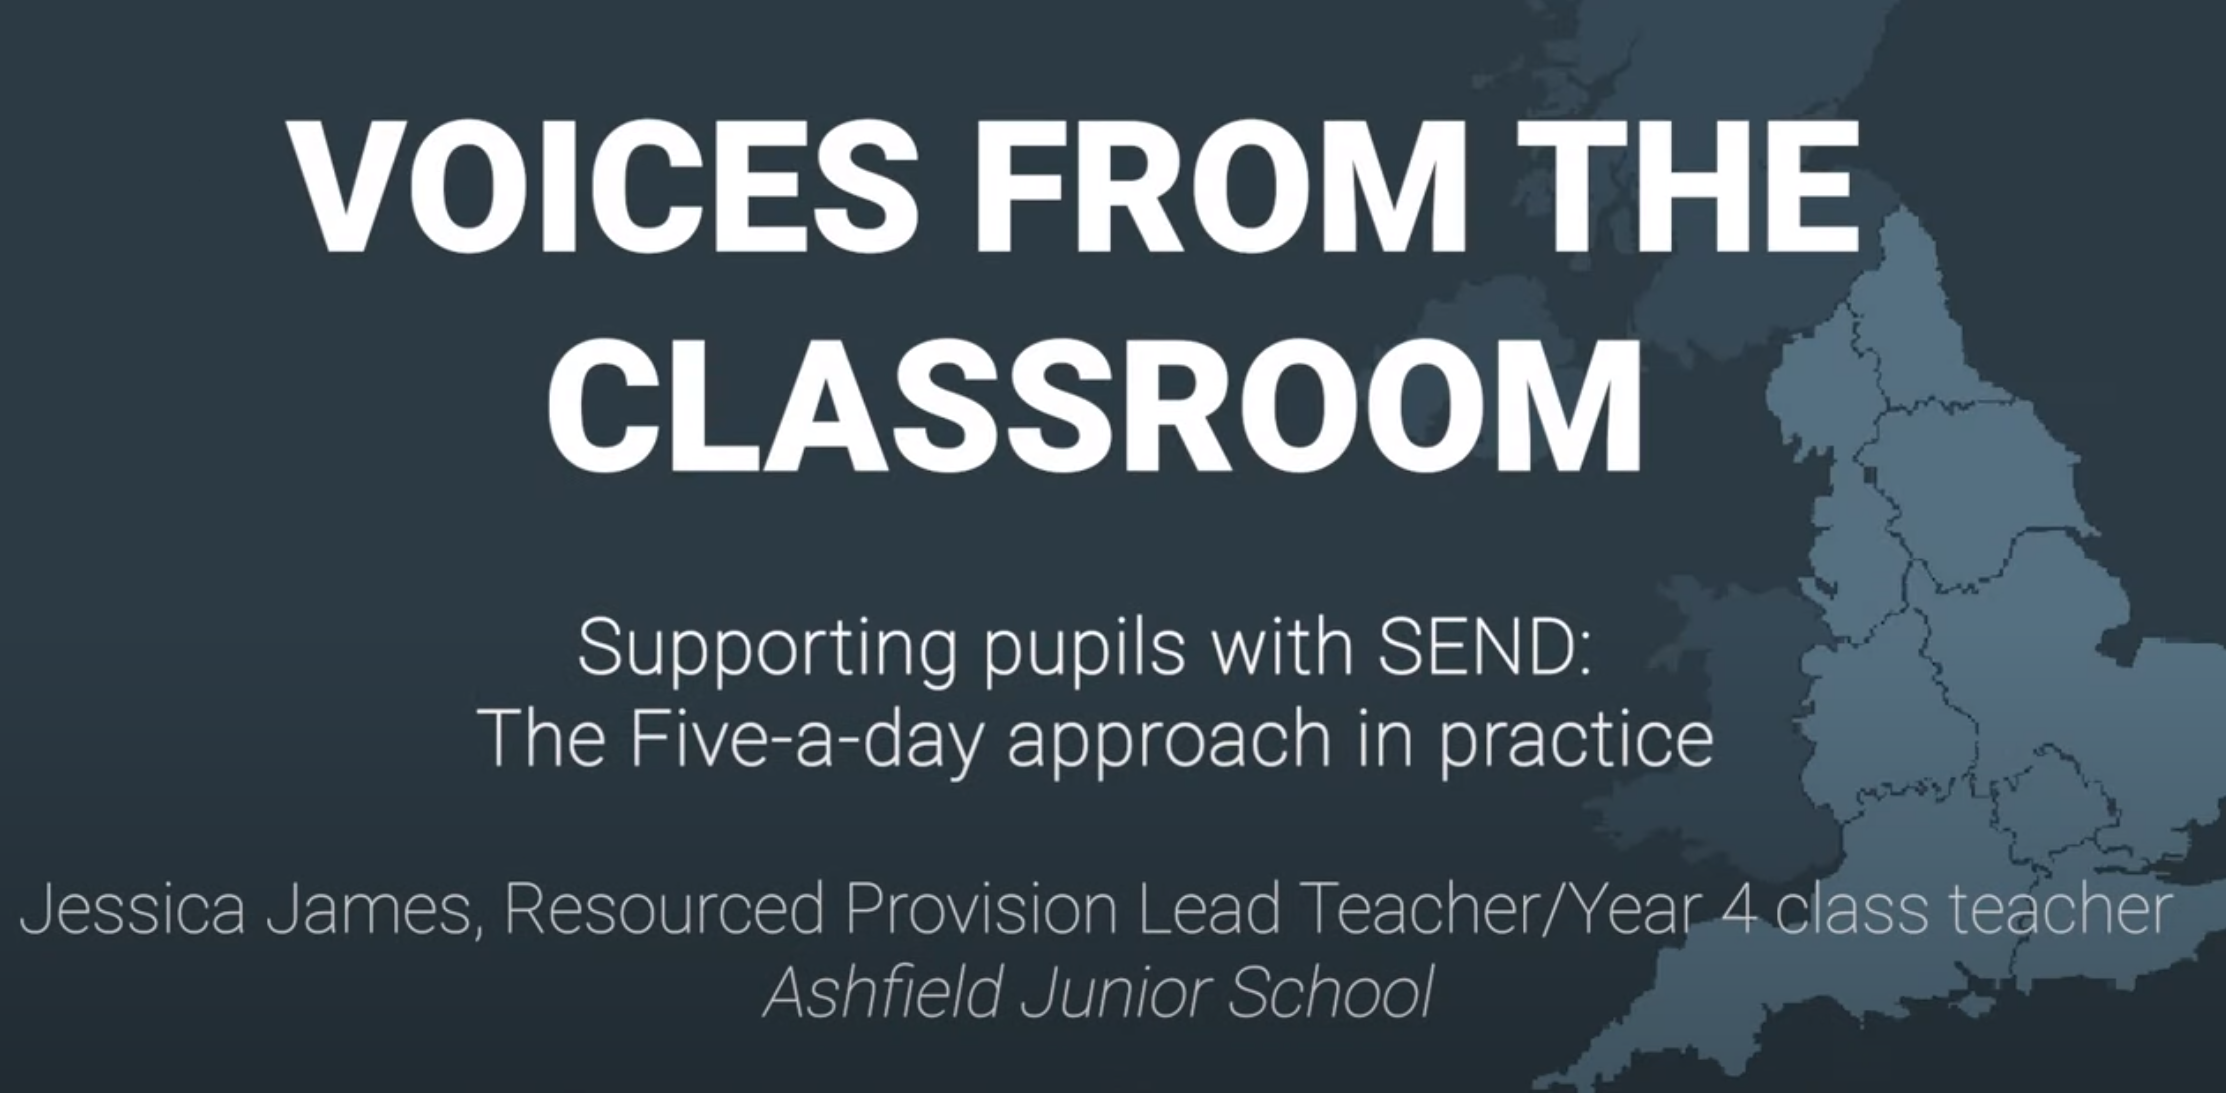 VOICES FROM THE
CLASSROOM
Supporting pupils with SEND:
The Five-a-day approach in practice
Jessica James, Resourced Provision Lead Teacher/Year 4 class teacher
Ashfield Junior School